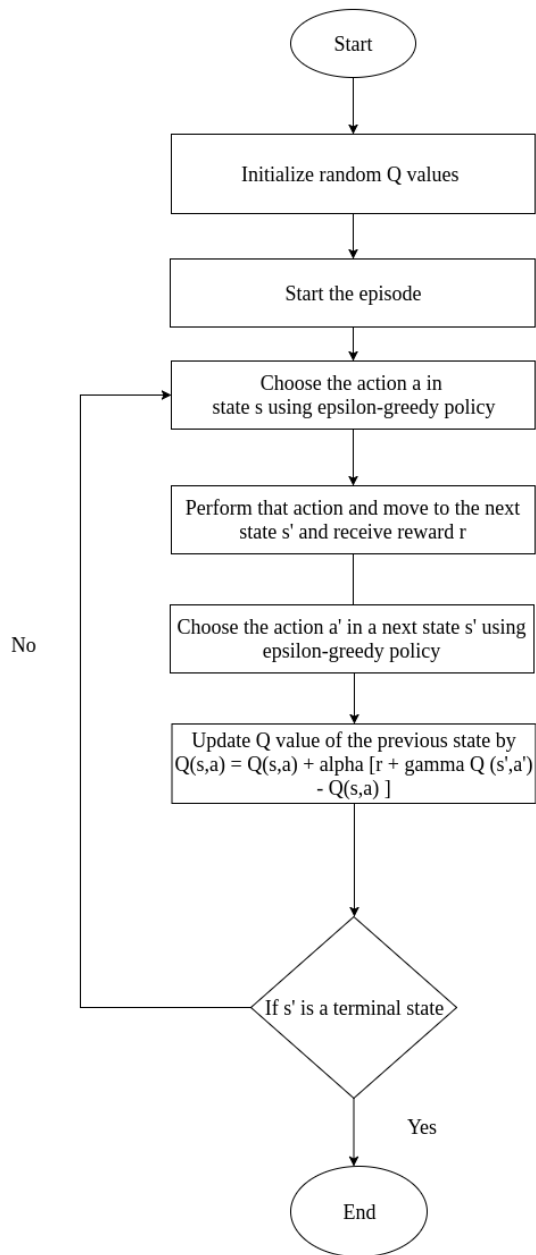 Start
Initialize random Q values
Start the episode
Choose the action a in
state s using epsilon-greedy policy
Perform that action and move to the next
state s' and receive reward r
No
Choose the action a' in a next state s' using
epsilon-greedy policy
Update Q value of the previous state by
Q(s,a) = Q(s,a) + alpha [r + gamma Q (s',a')
- Q(s,a) ]
If s' is a terminal state
Yes
End